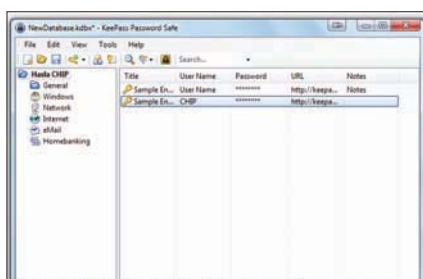 NewDatabase.kdbx* - KeePass Password Safe
File Edit View Tools Help
Search...
Hasla CHIP
General
Windows
Network
Internet
eMail
Homebanking
Title User Name Password URL Notes
Sample En... User Name ******** http://keepa... Notes
Sample En... CHIP ******** http://keepa...